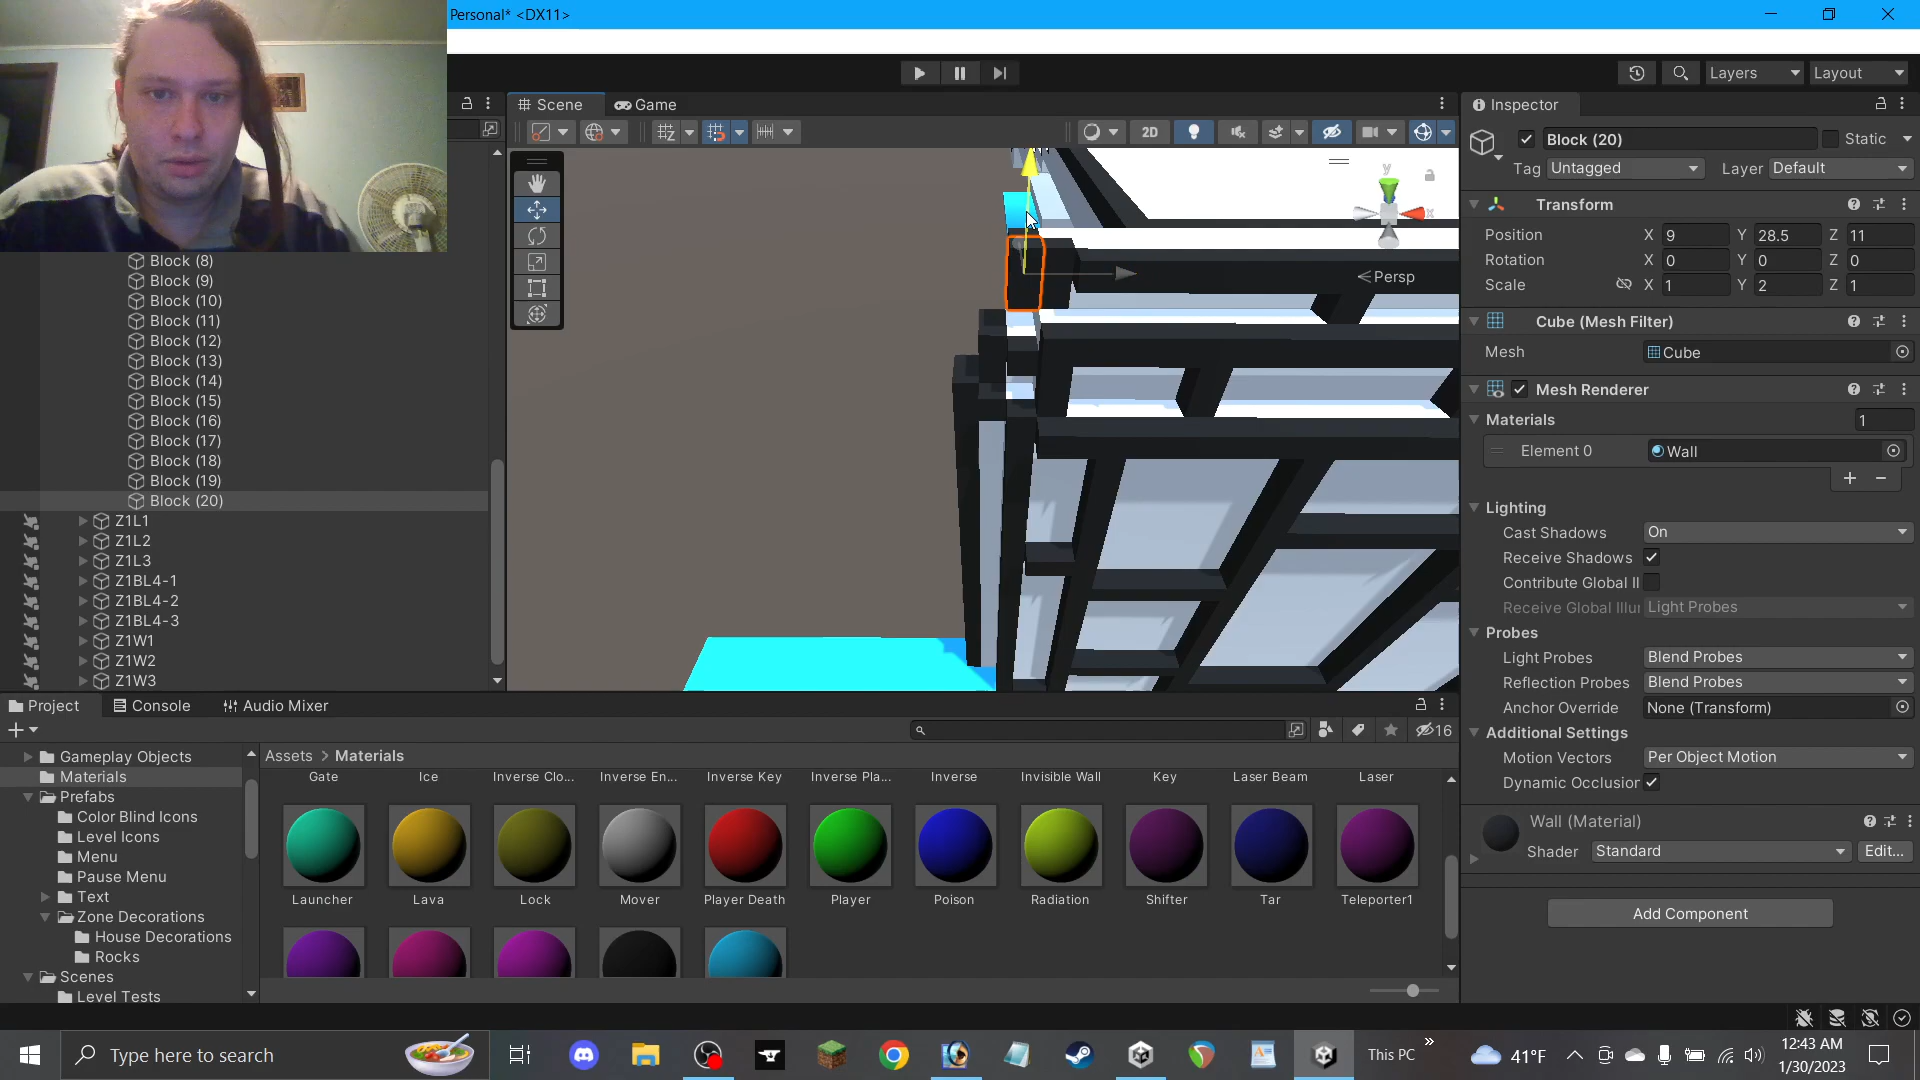 Personal* <DX11>
Layers
Layout
Scene
Game
2D
y
x
Persp
Inspector
Block (20)
Static
Tag Untagged
Layer Default
Transform
Position X 9 Y 28.5 Z 11
Rotation X 0 Y 0 Z 0
Scale X 1 Y 2 Z 1
Cube (Mesh Filter)
Mesh Cube
Mesh Renderer
Materials 1
Element 0 Wall
Lighting
Cast Shadows On
Receive Shadows
Contribute Global Il
Receive Global Illur Light Probes
Probes
Light Probes Blend Probes
Reflection Probes Blend Probes
Anchor Override None (Transform)
Additional Settings
Motion Vectors Per Object Motion
Dynamic Occlusior
Wall (Material)
Shader Standard Edit...
Add Component
Block (8)
Block (9)
Block (10)
Block (11)
Block (12)
Block (13)
Block (14)
Block (15)
Block (16)
Block (17)
Block (18)
Block (19)
Block (20)
Z1L1
Z1L2
Z1L3
Z1BL4-1
Z1BL4-2
Z1BL4-3
Z1W1
Z1W2
Z1W3
Project
Console
Audio Mixer
16
Gameplay Objects
Materials
Prefabs
Color Blind Icons
Level Icons
Menu
Pause Menu
Text
Zone Decorations
House Decorations
Rocks
Scenes
Level Tests
Assets > Materials
Gate Ice Inverse Clo... Inverse En... Inverse Key Inverse Pla... Inverse Invisible Wall Key Laser Beam Laser
Launcher Lava Lock Mover Player Death Player Poison Radiation Shifter Tar Teleporter1
Type here to search
This PC
»
41°F
12:43 AM
1/30/2023